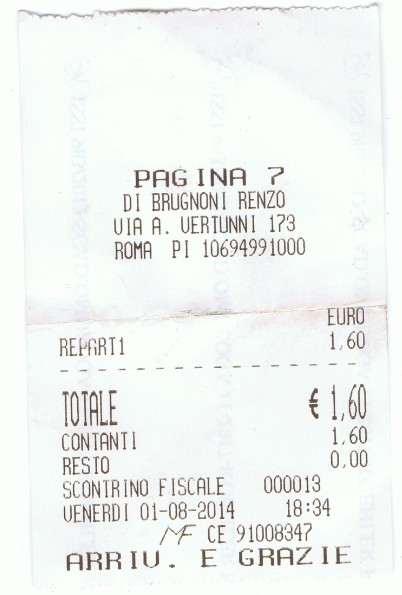 PAGINA 7
DI BRUGNONI RENZO
VIA A. VERTUNNI 173
ROMA PI 10694991000
EURO
REPARTI 1,60
TOTALE € 1,60
CONTANTI 1.60
RESTO 0,00
SCONTRINO FISCALE 000013
VENERDI 01-08-2014 18:34
MF CE 91008347
ARRIV. E GRAZIE